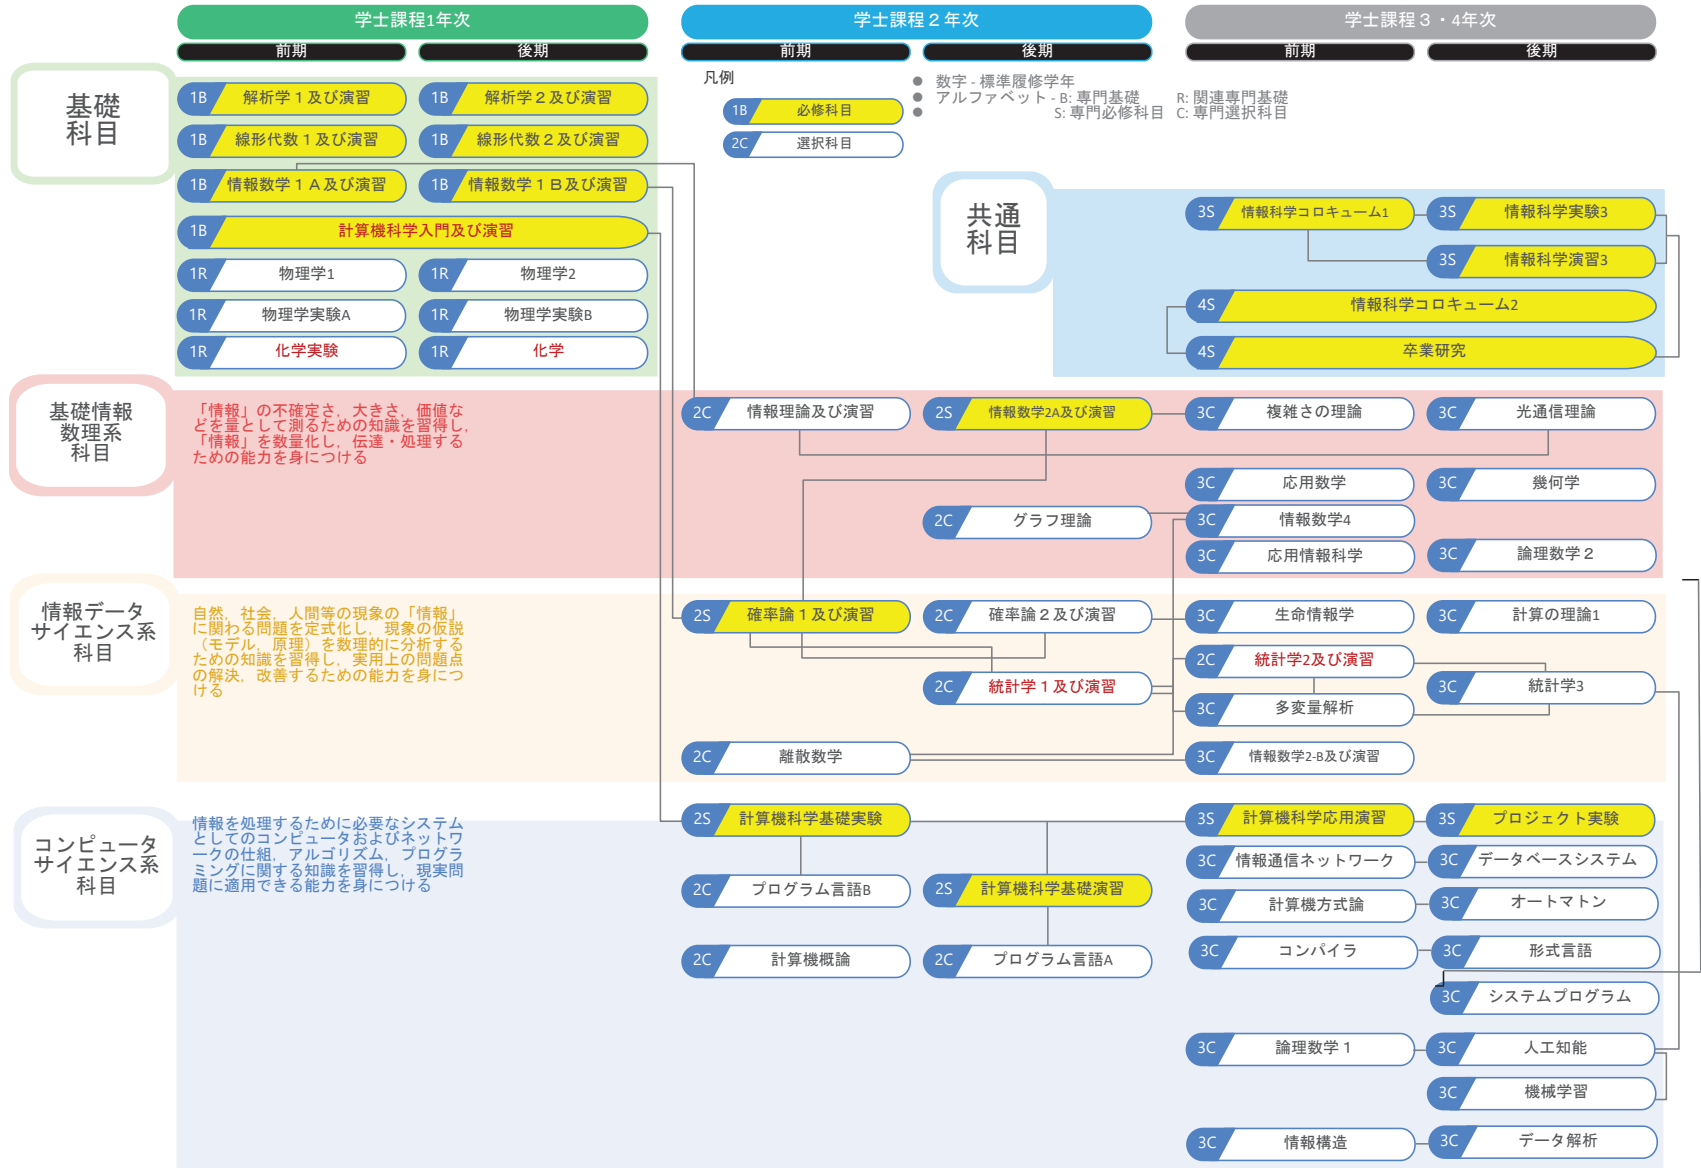 学士課程1年次
学士課程２年次
学士課程３・4年次
前期
後期
前期
後期
前期
後期
基礎
科目
1B 解析学１及び演習
1B 解析学２及び演習
1B 線形代数１及び演習
1B 線形代数２及び演習
1B 情報数学１Ａ及び演習
1B 情報数学１Ｂ及び演習
1B 計算機科学入門及び演習
1R 物理学1
1R 物理学2
1R 物理学実験A
1R 物理学実験B
1R 化学実験
1R 化学
凡例
1B 必修科目
2C 選択科目
● 数字 - 標準履修学年
● アルファベット - B: 専門基礎 R: 関連専門基礎
● S: 専門必修科目 C: 専門選択科目
共通
科目
3S 情報科学コロキューム1
3S 情報科学実験3
3S 情報科学演習3
4S 情報科学コロキューム2
4S 卒業研究
基礎情報
数理系
科目
「情報」の不確定さ，大きさ，価値な
どを量として測るための知識を習得し，
「情報」を数量化し，伝達・処理する
ための能力を身につける
2C 情報理論及び演習
2S 情報数学2A及び演習
3C 複雑さの理論
3C 光通信理論
3C 応用数学
3C 幾何学
2C グラフ理論
3C 情報数学4
3C 応用情報科学
3C 論理数学２
情報データ
サイエンス系
科目
自然，社会，人間等の現象の「情報」
に関わる問題を定式化し，現象の仮説
（モデル，原理）を数理的に分析する
ための知識を習得し，実用上の問題点
の解決，改善するための能力を身につ
ける
2S 確率論１及び演習
2C 確率論２及び演習
3C 生命情報学
3C 計算の理論1
2C 統計学2及び演習
2C 統計学１及び演習
3C 統計学3
3C 多変量解析
2C 離散数学
3C 情報数学2-B及び演習
コンピュータ
サイエンス系
科目
情報を処理するために必要なシステム
としてのコンピュータおよびネットワ
ークの仕組，アルゴリズム，プログラ
ミングに関する知識を習得し，現実問
題に適用できる能力を身につける
2S 計算機科学基礎実験
3S 計算機科学応用演習
3S プロジェクト実験
3C 情報通信ネットワーク
3C データベースシステム
2C プログラム言語B
2S 計算機科学基礎演習
3C 計算機方式論
3C オートマトン
2C 計算機概論
2C プログラム言語A
3C コンパイラ
3C 形式言語
3C システムプログラム
3C 論理数学１
3C 人工知能
3C 機械学習
3C 情報構造
3C データ解析